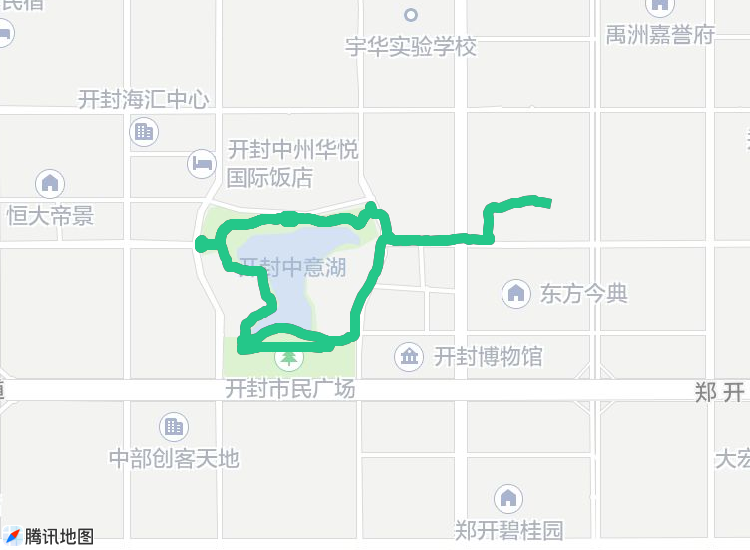 民宿
宇华实验学校
禹洲嘉誉府
开封海汇中心
开封中州华悦
国际饭店
恒大帝景
开封中意湖
东方今典
开封博物馆
开封市民广场
郑开
中部创客天地
大宏
郑开碧桂园
腾讯地图